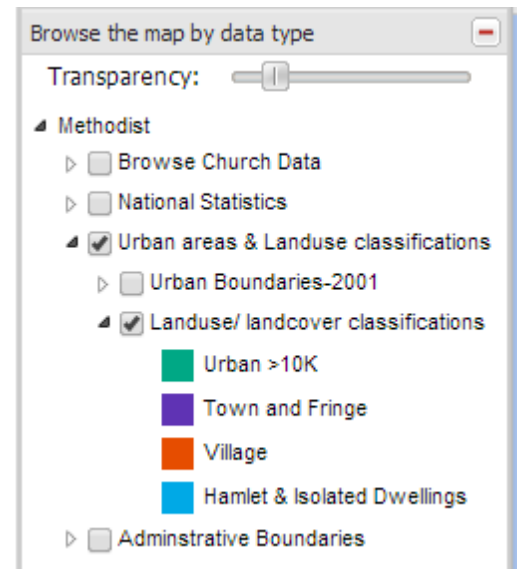 Browse the map by data type
Transparency:
Methodist
Browse Church Data
National Statistics
Urban areas & Landuse classifications
Urban Boundaries-2001
Landuse/ landcover classifications
Urban >10K
Town and Fringe
Village
Hamlet & Isolated Dwellings
Adminstrative Boundaries